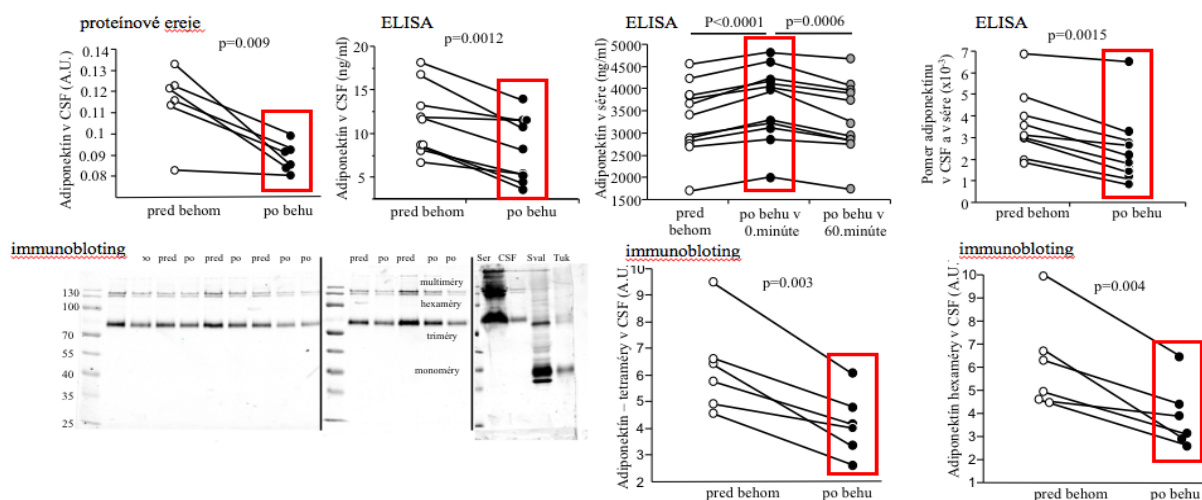 proteínové ereje
p=0.009
Adiponektín v CSF (A.U.)
0.14
0.13
0.12
0.11
0.1
0.09
0.08
pred behom
po behu
ELISA
p=0.0012
Adiponektín v CSF (ng/ml)
20
15
10
5
pred behom
po behu
ELISA
P<0.0001
p=0.0006
Adiponektín v sére (ng/ml)
5000
4500
4000
3500
3000
2500
2000
1500
pred
behom
po behu v
0.minúte
po behu v
60.minúte
ELISA
p=0.0015
Pomer adiponektínu
v CSF a v sére (x10⁻³)
7
6
5
4
3
2
1
0
pred behom
po behu
immunobloting
po pred po pred po pred po po
130
100
70
55
40
35
25
pred po pred po po
multiméry
hexaméry
triméry
monoméry
Ser CSF Sval Tuk
immunobloting
p=0.003
Adiponektín – tetraméry v CSF (A.U.)
10
9
8
7
6
5
4
3
2
pred behom
po behu
immunobloting
p=0.004
Adiponektín hexaméry v CSF (A.U.)
10
9
8
7
6
5
4
3
2
1
pred behom
po behu